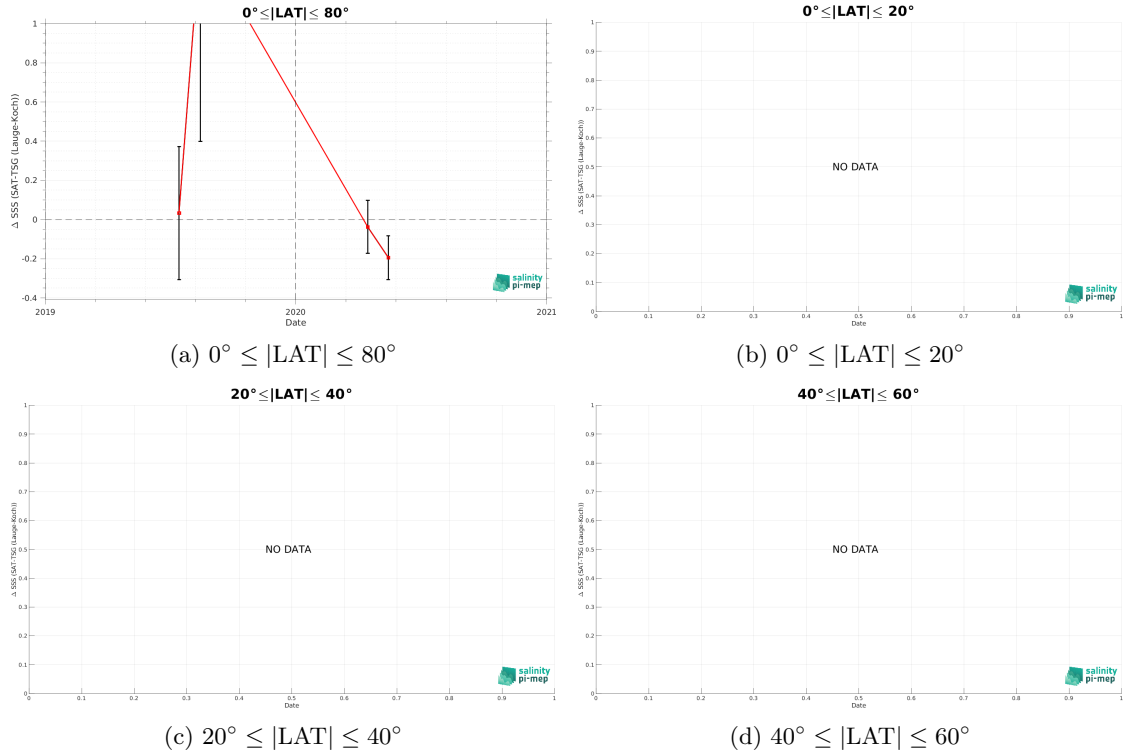 0°≤|LAT|≤ 80°
Δ SSS (SAT-TSG (Lauge-Koch))
1
0.8
0.6
0.4
0.2
0
-0.2
-0.4
2019
2020
2021
Date
salinity
pi-mep
(a) 0° ≤ |LAT| ≤ 80°
0°≤|LAT|≤ 20°
Δ SSS (SAT-TSG (Lauge-Koch))
1
0.9
0.8
0.7
0.6
0.5
0.4
0.3
0.2
0.1
0
NO DATA
0 0.1 0.2 0.3 0.4 0.5 0.6 0.7 0.8 0.9 1
Date
salinity
pi-mep
(b) 0° ≤ |LAT| ≤ 20°
20°≤|LAT|≤ 40°
Δ SSS (SAT-TSG (Lauge-Koch))
1
0.9
0.8
0.7
0.6
0.5
0.4
0.3
0.2
0.1
0
NO DATA
0 0.1 0.2 0.3 0.4 0.5 0.6 0.7 0.8 0.9 1
Date
salinity
pi-mep
(c) 20° ≤ |LAT| ≤ 40°
40°≤|LAT|≤ 60°
Δ SSS (SAT-TSG (Lauge-Koch))
1
0.9
0.8
0.7
0.6
0.5
0.4
0.3
0.2
0.1
0
NO DATA
0 0.1 0.2 0.3 0.4 0.5 0.6 0.7 0.8 0.9 1
Date
salinity
pi-mep
(d) 40° ≤ |LAT| ≤ 60°